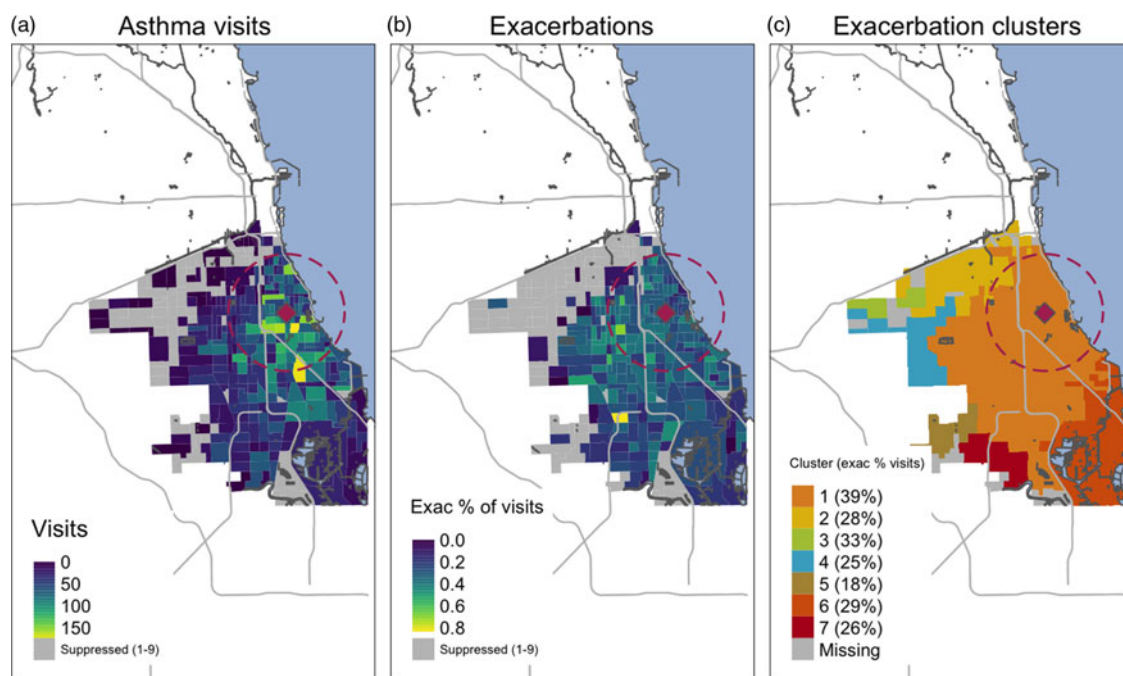 (a) Asthma visits
(b) Exacerbations
(c) Exacerbation clusters
Visits
0
50
100
150
Suppressed (1-9)
Exac % of visits
0.0
0.2
0.4
0.6
0.8
Suppressed (1-9)
Cluster (exac % visits)
1 (39%)
2 (28%)
3 (33%)
4 (25%)
5 (18%)
6 (29%)
7 (26%)
Missing